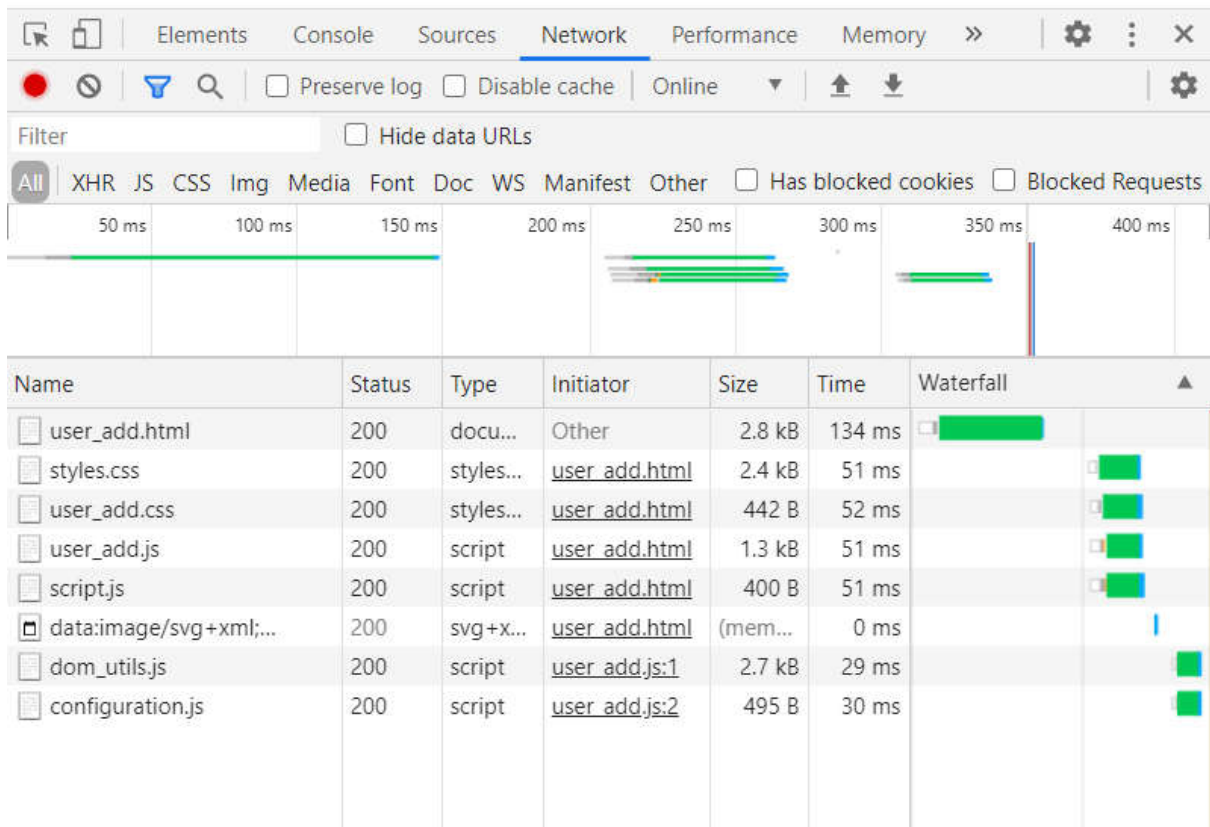 Elements Console Sources Network Performance Memory »
Preserve log Disable cache Online
Filter Hide data URLs
All XHR JS CSS Img Media Font Doc WS Manifest Other Has blocked cookies Blocked Requests
50 ms 100 ms 150 ms 200 ms 250 ms 300 ms 350 ms 400 ms
Name Status Type Initiator Size Time Waterfall
user_add.html 200 docu... Other 2.8 kB 134 ms
styles.css 200 styles... user_add.html 2.4 kB 51 ms
user_add.css 200 styles... user_add.html 442 B 52 ms
user_add.js 200 script user_add.html 1.3 kB 51 ms
script.js 200 script user_add.html 400 B 51 ms
data:image/svg+xml;... 200 svg+x... user_add.html (mem... 0 ms
dom_utils.js 200 script user_add.js:1 2.7 kB 29 ms
configuration.js 200 script user_add.js:2 495 B 30 ms